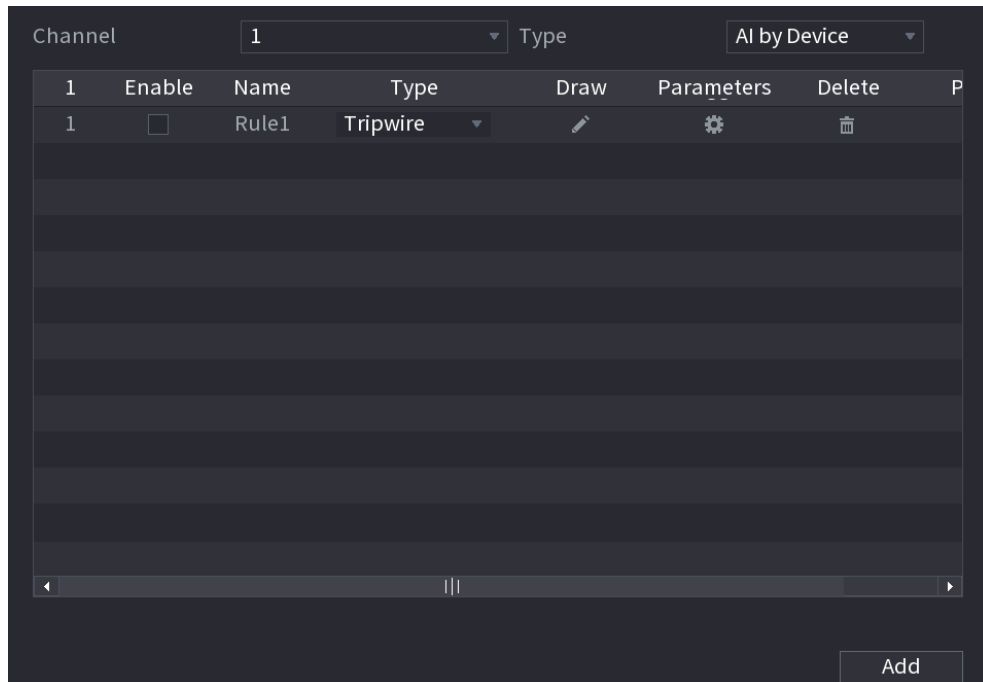 Channel 1 Type AI by Device
1 Enable Name Type Draw Parameters Delete P
1 Rule1 Tripwire
Add